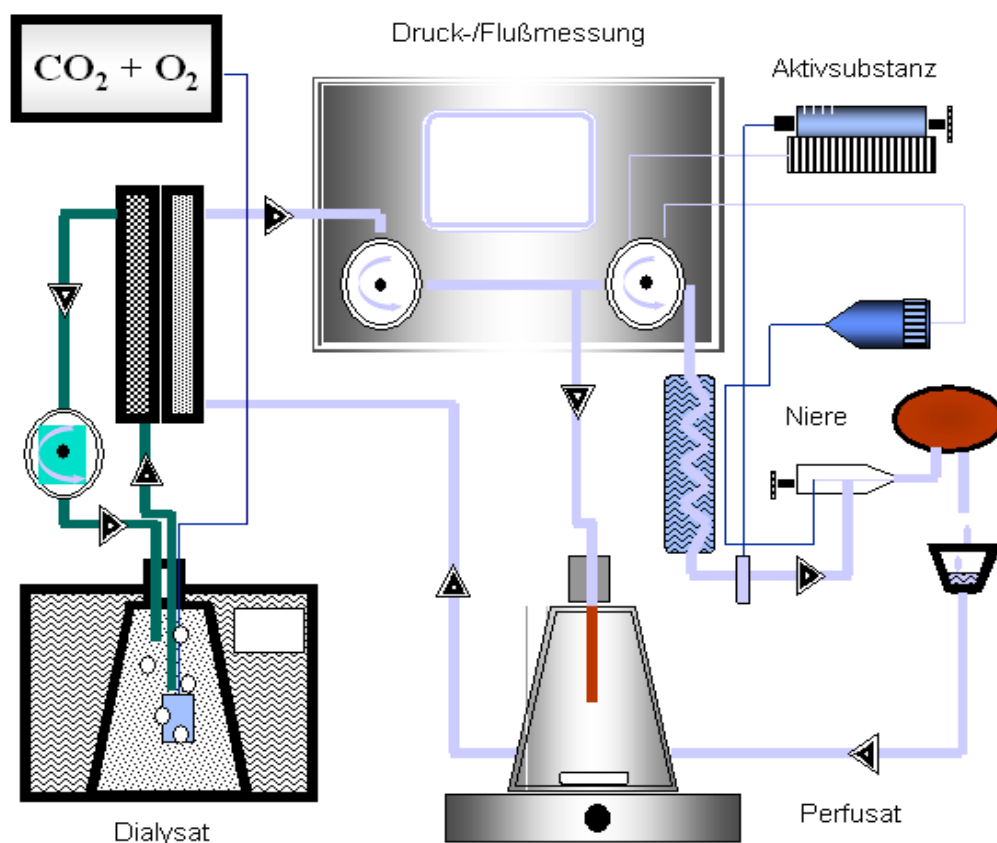 Druck-/Flußmessung
CO₂ + O₂
Aktivsubstanz
Niere
Perfusat
Dialysat